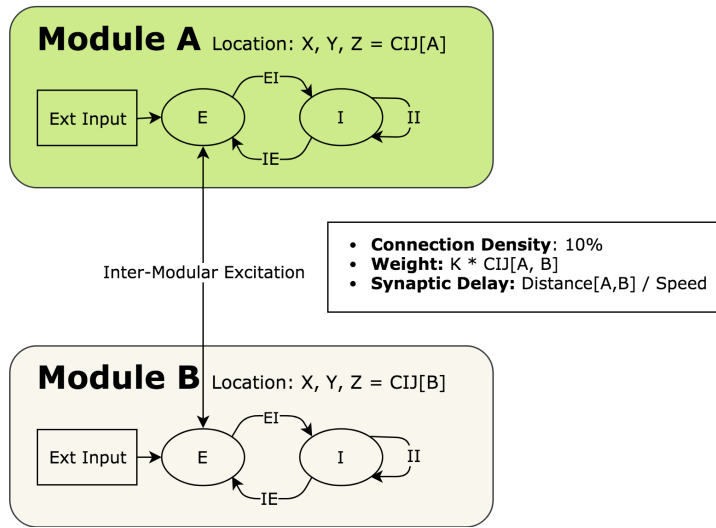 Module A Location: X, Y, Z = CIJ[A]
EI
Ext Input
E
I
II
IE
• Connection Density: 10%
• Weight: K * CIJ[A, B]
Inter-Modular Excitation
• Synaptic Delay: Distance[A,B] / Speed
Module B Location: X, Y, Z = CIJ[B]
EI
Ext Input
E
I
II
IE